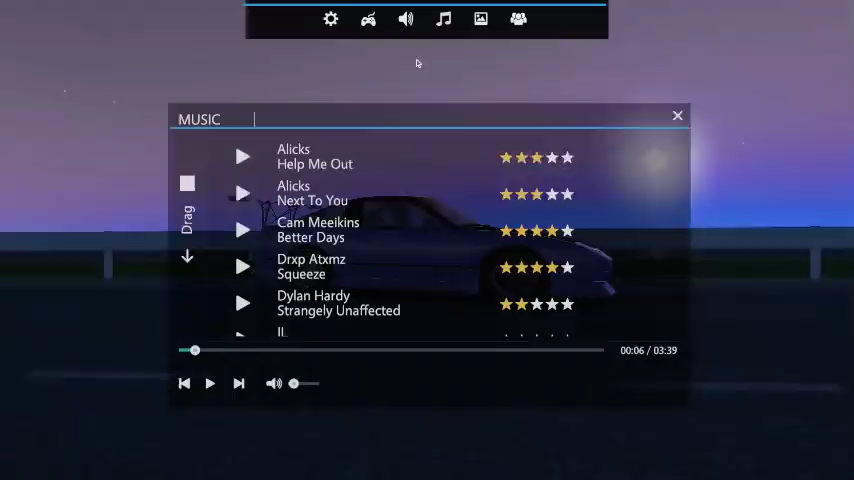 MUSIC
Alicks
Help Me Out
Alicks
Next To You
Cam Meeikins
Better Days
Drxp Atxmz
Squeeze
Dylan Hardy
Strangely Unaffected
Drag
00:06 / 03:39